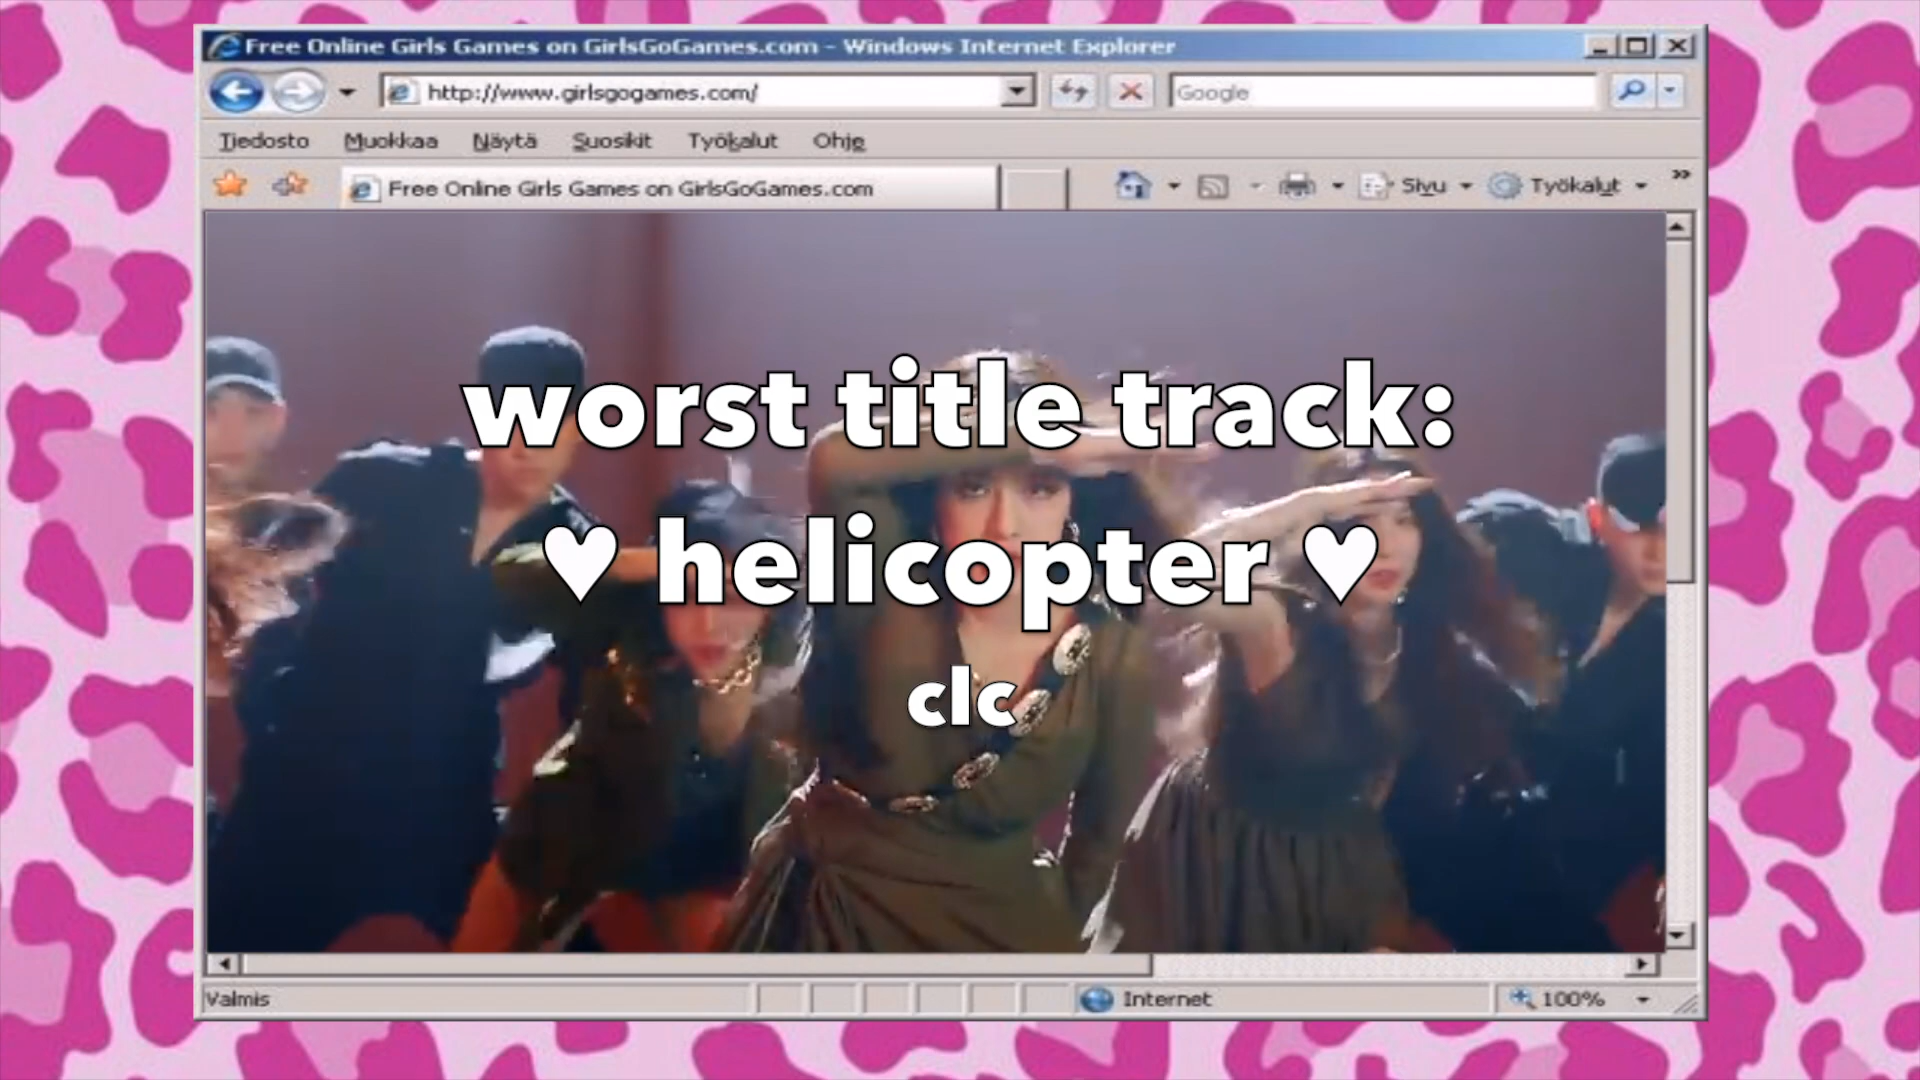 Free Online Girls Games on GirlsGoGames.com - Windows Internet Explorer
http://www.girlsgogames.com/
Google
Tiedosto Muokkaa Näytä Suosikit Työkalut Ohje
Free Online Girls Games on GirlsGoGames.com
Sivu Työkalut »
worst title track:
♥ helicopter ♥
clc
Valmis
Internet
100%